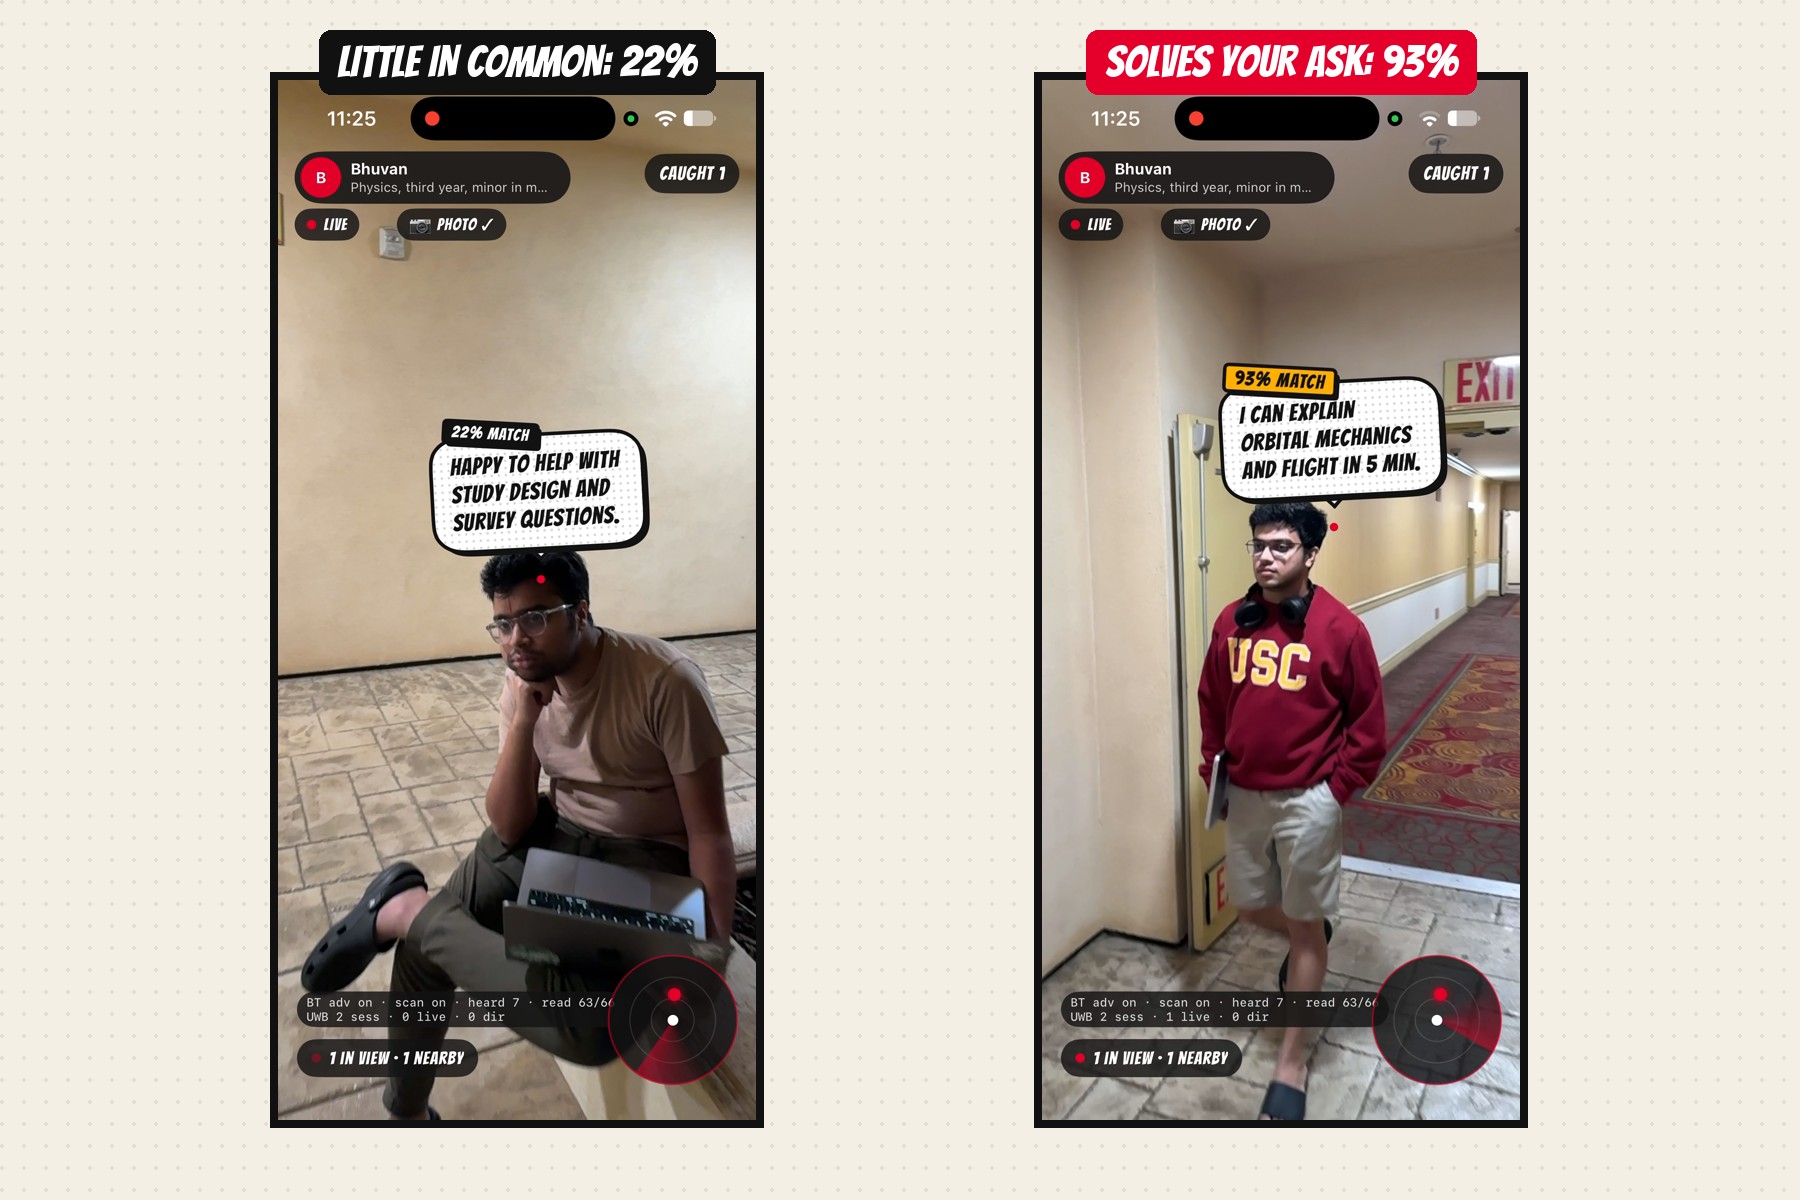 LITTLE IN COMMON: 22%
11:25
B
Bhuvan
Physics, third year, minor in m...
CAUGHT 1
LIVE
PHOTO ✓
22% MATCH
HAPPY TO HELP WITH
STUDY DESIGN AND
SURVEY QUESTIONS.
BT adv on · scan on · heard 7 · read 63/66
UWB 2 sess · 0 live · 0 dir
1 IN VIEW · 1 NEARBY
SOLVES YOUR ASK: 93%
11:25
B
Bhuvan
Physics, third year, minor in m...
CAUGHT 1
LIVE
PHOTO ✓
EXIT
93% MATCH
I CAN EXPLAIN
ORBITAL MECHANICS
AND FLIGHT IN 5 MIN.
USC
E
BT adv on · scan on · heard 7 · read 63/66
UWB 2 sess · 1 live · 0 dir
1 IN VIEW · 1 NEARBY